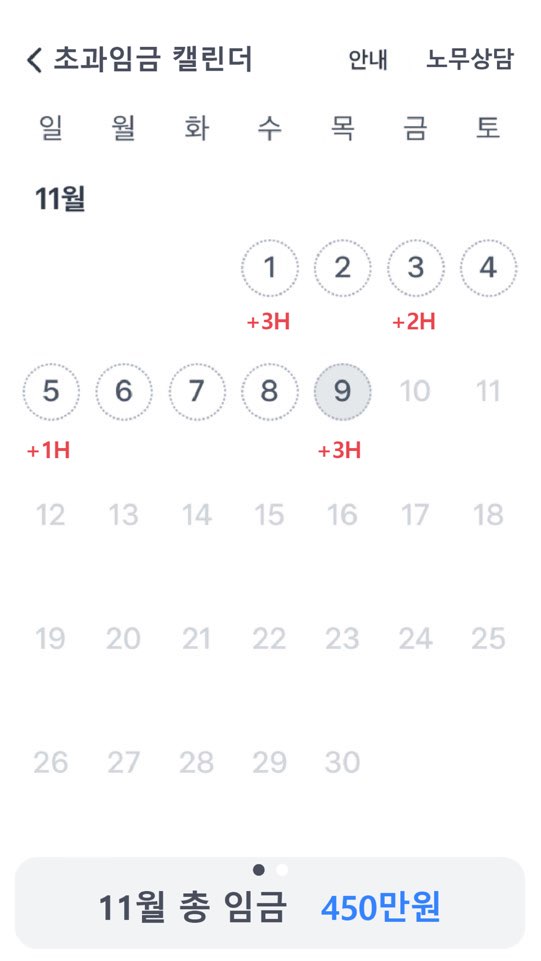 초과임금 캘린더 안내 노무상담
일 월 화 수 목 금 토
11월
1 2 3 4
+3H +2H
5 6 7 8 9 10 11
+1H +3H
12 13 14 15 16 17 18
19 20 21 22 23 24 25
26 27 28 29 30
11월 총 임금 450만원